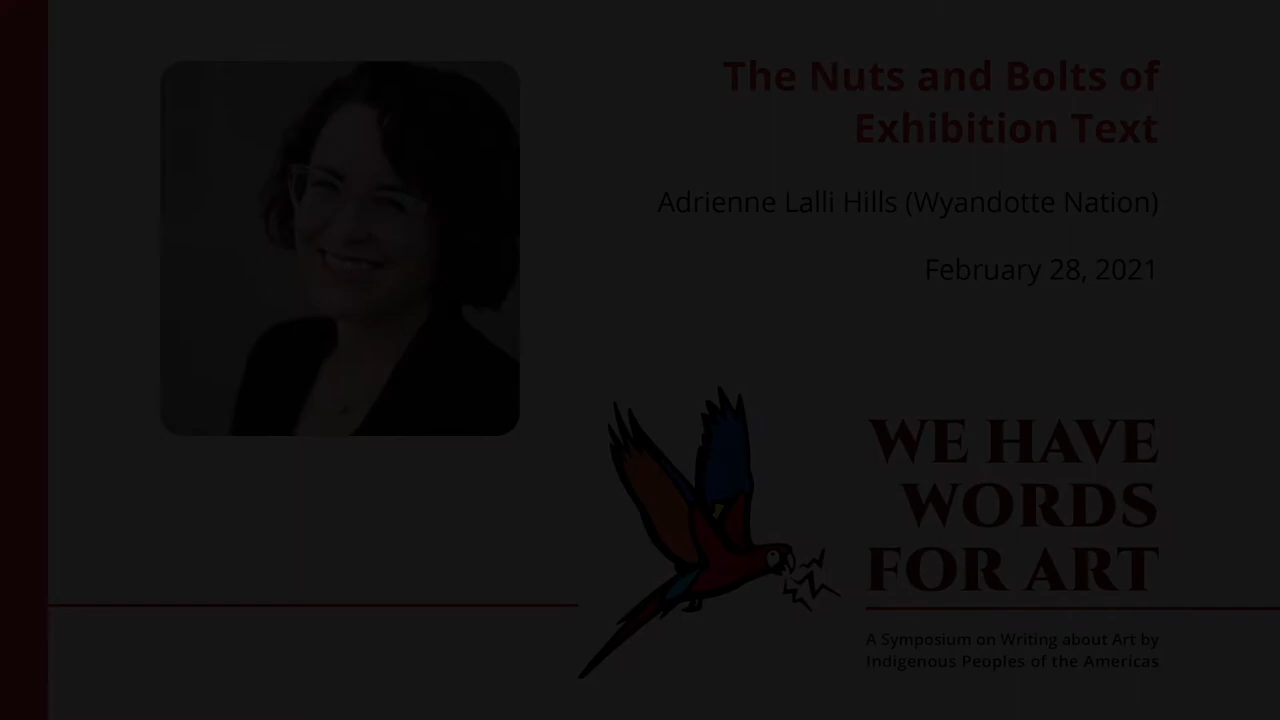 The Nuts and Bolts of
Exhibition Text
Adrienne Lalli Hills (Wyandotte Nation)
February 28, 2021
WE HAVE
WORDS
FOR ART
A Symposium on Writing about Art by
Indigenous Peoples of the Americas